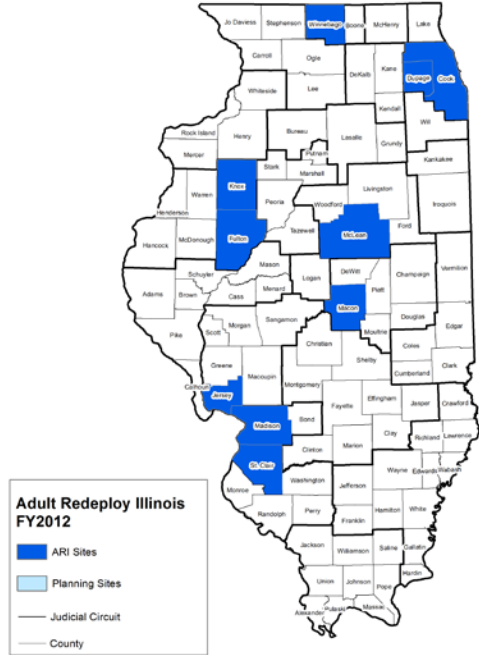 Jo Daviess Stephenson Winnebago Boone McHenry Lake
Carroll Ogle DeKalb Kane Dupage Cook
Whiteside Lee Kendall Will
Rock Island Henry Bureau Lasalle Grundy
Mercer Putnam Kankakee
Knox Stark Marshall
Warren Peoria Woodford Livingston Iroquois
Henderson Fulton Tazewell McLean Ford
Hancock McDonough
Mason
Schuyler Logan DeWitt Champaign Vermilion
Adams Brown Cass Menard Macon Piatt
Douglas
Pike Scott Morgan Sangamon Moultrie Edgar
Christian Coles
Greene Shelby
Calhoun Macoupin Cumberland Clark
Jersey Montgomery
Fayette Effingham Jasper Crawford
Madison Bond
Clay Richland Lawrence
St. Clair Clinton Marion
Wayne Edwards Wabash
Monroe Washington Jefferson
Randolph Perry Hamilton White
Franklin
Jackson Williamson Saline Gallatin
Hardin
Union Johnson Pope
Alexander Pulaski Massac
Adult Redeploy Illinois
FY2012
ARI Sites
Planning Sites
Judicial Circuit
County